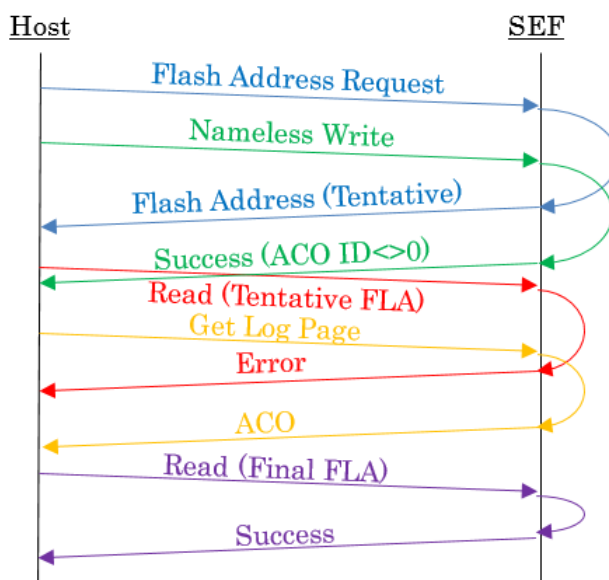 Host
SEF
Flash Address Request
Nameless Write
Flash Address (Tentative)
Success (ACO ID<>0)
Read (Tentative FLA)
Get Log Page
Error
ACO
Read (Final FLA)
Success